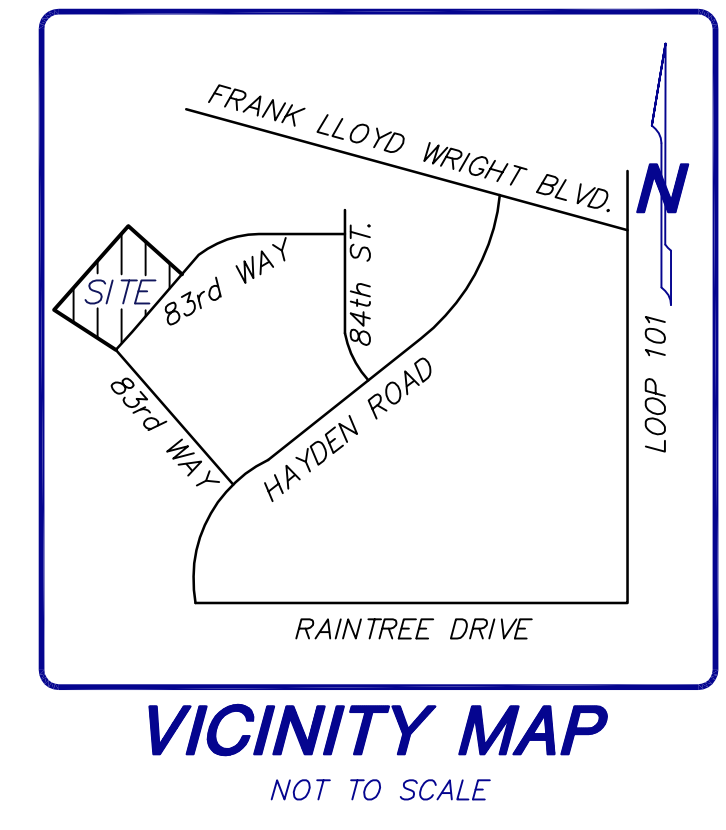 FRANK LLOYD WRIGHT BLVD.
N
84th ST.
83rd WAY
SITE
LOOP 101
83rd WAY
HAYDEN ROAD
RAINTREE DRIVE
VICINITY MAP
NOT TO SCALE